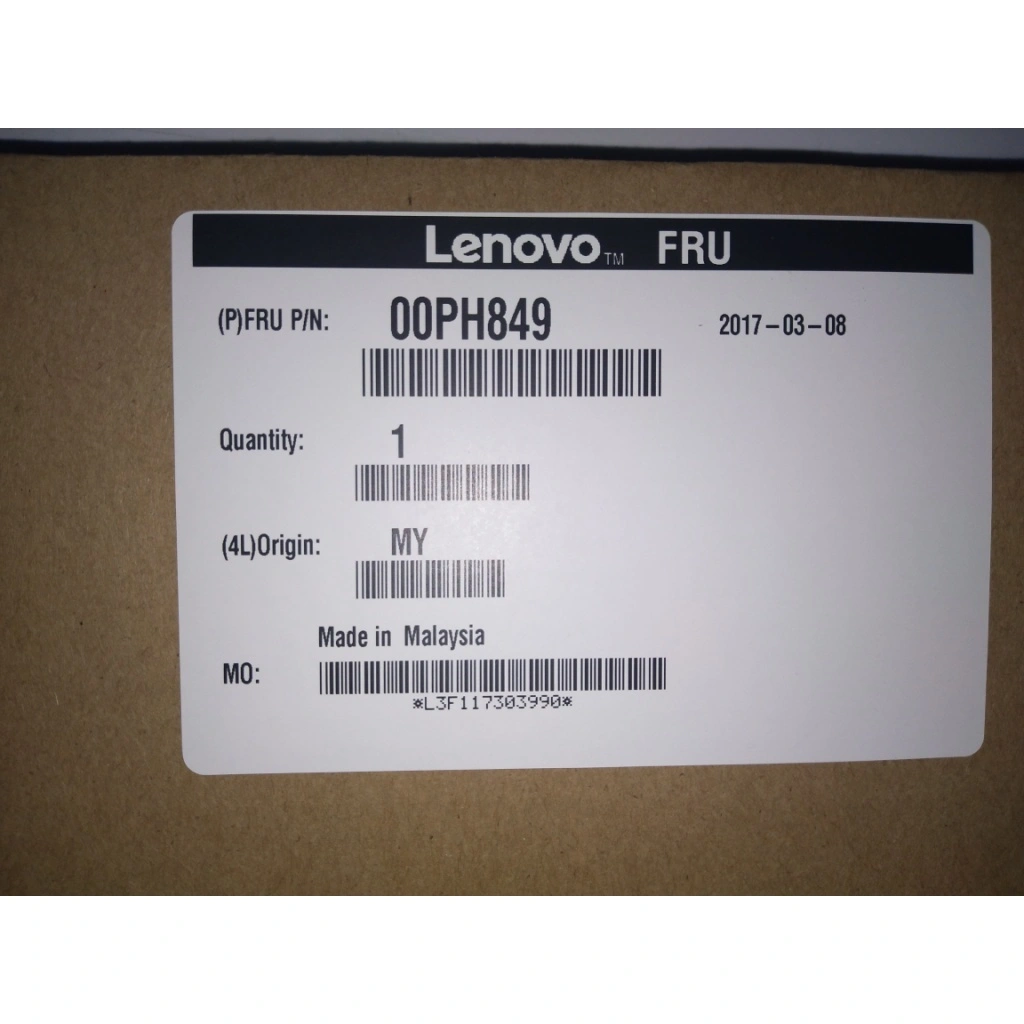 Lenovo™ FRU
(P)FRU P/N: 00PH849 2017-03-08
Quantity: 1
(4L)Origin: MY
Made in Malaysia
MO:
*L3F117303990*